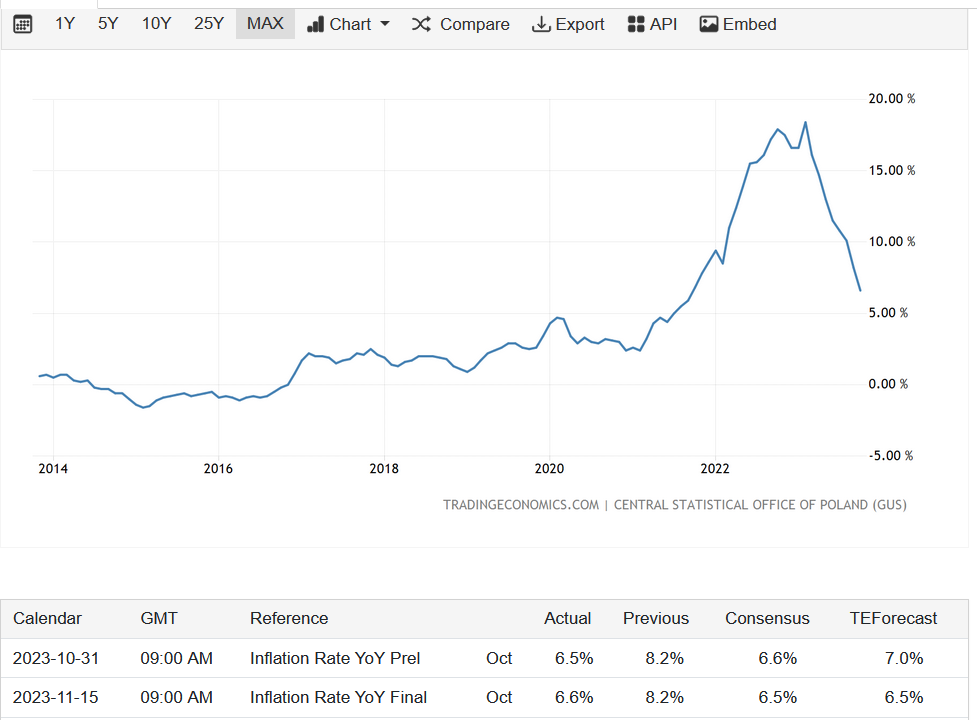 1Y 5Y 10Y 25Y MAX Chart Compare Export API Embed
20.00 %
15.00 %
10.00 %
5.00 %
0.00 %
-5.00 %
2014 2016 2018 2020 2022
TRADINGECONOMICS.COM | CENTRAL STATISTICAL OFFICE OF POLAND (GUS)
Calendar GMT Reference Actual Previous Consensus TEForecast
2023-10-31 09:00 AM Inflation Rate YoY Prel Oct 6.5% 8.2% 6.6% 7.0%
2023-11-15 09:00 AM Inflation Rate YoY Final Oct 6.6% 8.2% 6.5% 6.5%